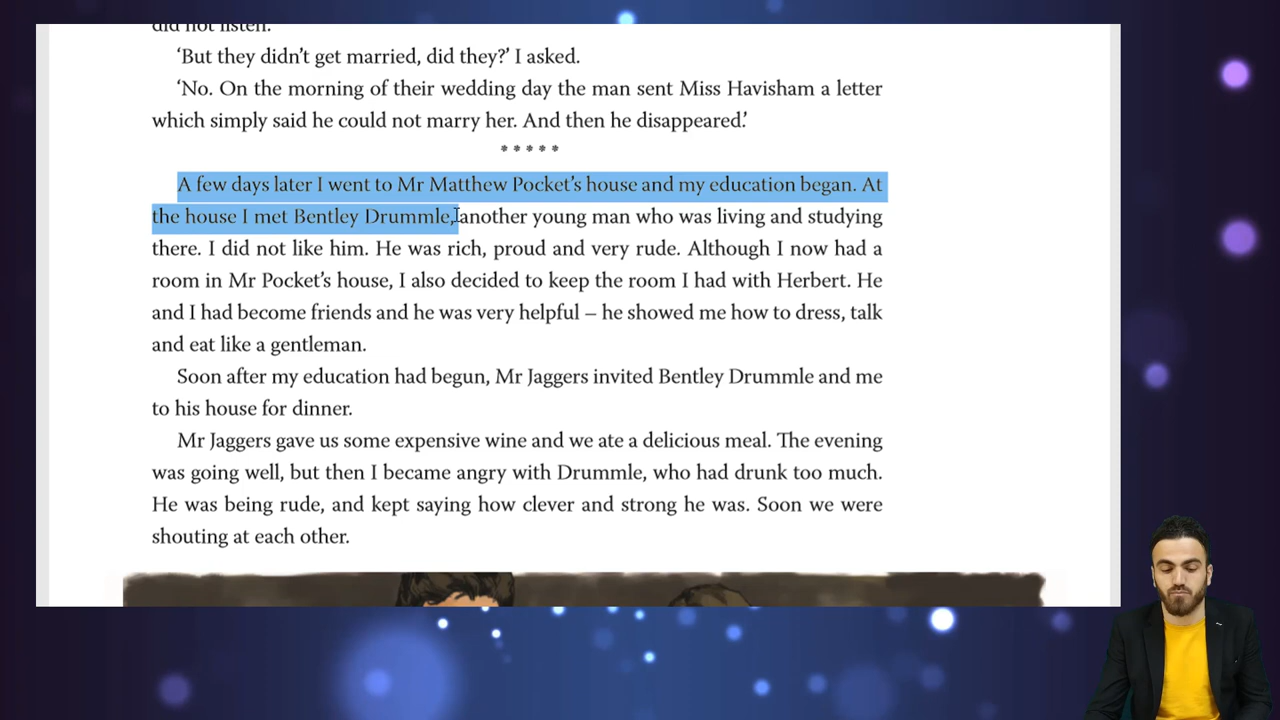 did not listen.
‘But they didn’t get married, did they?’ I asked.
‘No. On the morning of their wedding day the man sent Miss Havisham a letter
which simply said he could not marry her. And then he disappeared.’
* * * * *
A few days later I went to Mr Matthew Pocket’s house and my education began. At
the house I met Bentley Drummle, another young man who was living and studying
there. I did not like him. He was rich, proud and very rude. Although I now had a
room in Mr Pocket’s house, I also decided to keep the room I had with Herbert. He
and I had become friends and he was very helpful – he showed me how to dress, talk
and eat like a gentleman.
Soon after my education had begun, Mr Jaggers invited Bentley Drummle and me
to his house for dinner.
Mr Jaggers gave us some expensive wine and we ate a delicious meal. The evening
was going well, but then I became angry with Drummle, who had drunk too much.
He was being rude, and kept saying how clever and strong he was. Soon we were
shouting at each other.